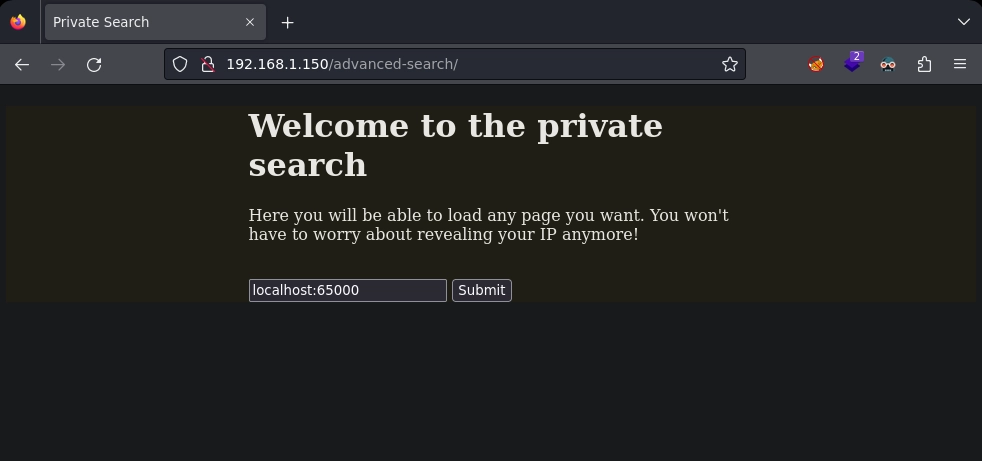 Private Search
2
192.168.1.150/advanced-search/
Welcome to the private
search
Here you will be able to load any page you want. You won't
have to worry about revealing your IP anymore!
localhost:65000 Submit